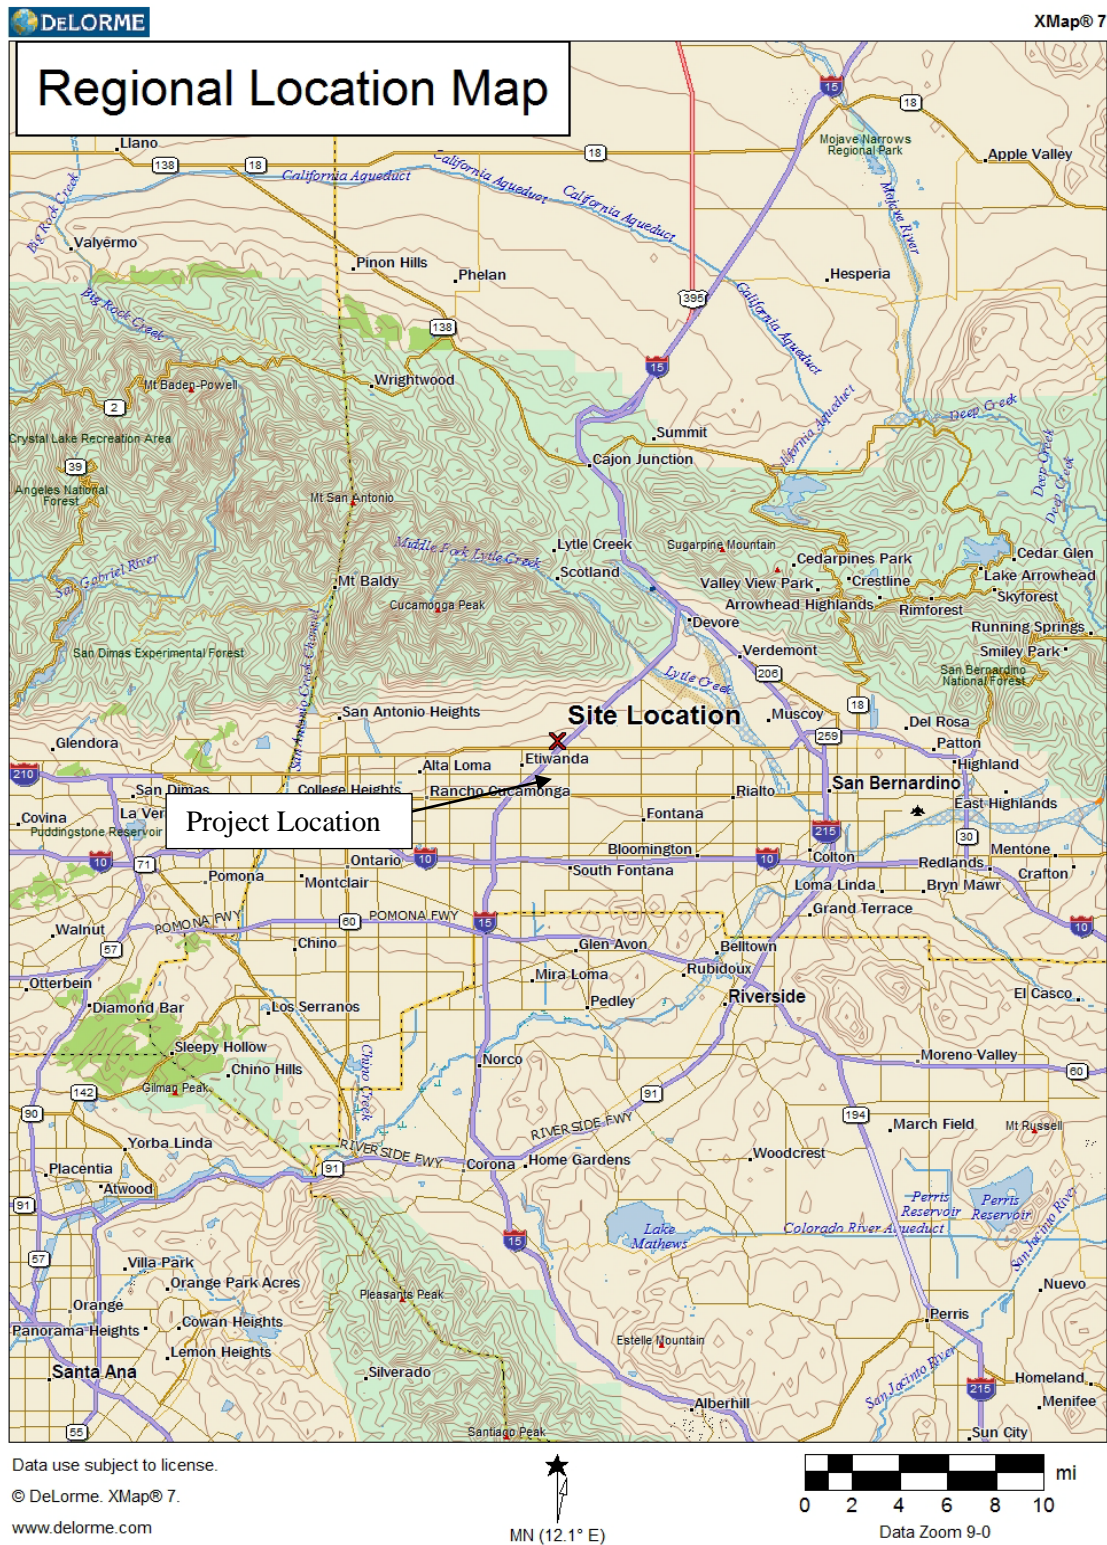 DELORME
XMap® 7
Regional Location Map
15
18
Mojave Narrows
Regional Park
Llano
138
18
18
Apple Valley
California Aqueduct
California Aqueduct
California Aqueduct
Big Rock Creek
Mojave River
Valyermo
Pinon Hills
Phelan
Hesperia
395
California Aqueduct
Big Rock Creek
138
15
Mt Baden-Powell
Wrightwood
2
Deep Creek
California Aqueduct
Summit
Crystal Lake Recreation Area
Cajon Junction
39
Deep Creek
Deep Creek
Angeles National
Forest
Mt San Antonio
Middle Fork Lytle Creek
Lytle Creek
Sugarpine Mountain
Cedarpines Park
Cedar Glen
San Gabriel River
Mt Baldy
Scotland
Valley View Park
Crestline
Lake Arrowhead
Skyforest
Cucamonga Peak
Arrowhead Highlands
Rimforest
Devore
Running Springs
San Dimas Experimental Forest
Verdemont
Smiley Park
San Antonio Creek Channel
Lytle Creek
206
San Bernardino
National Forest
San Antonio Heights
Site Location
Muscoy
18
Del Rosa
Glendora
259
Patton
X
Etiwanda
Alta Loma
Highland
210
San Dimas
College Heights
Rancho Cucamonga
Rialto
San Bernardino
East Highlands
Covina
La Ver
Project Location
Fontana
Puddingstone Reservoir
215
30
10
71
Ontario
10
Bloomington
10
Colton
Redlands
Mentone
Pomona
Montclair
South Fontana
Loma Linda
Bryn Mawr
Crafton
POMONA FWY
60
POMONA FWY
15
Grand Terrace
10
Walnut
57
Chino
Glen Avon
Belltown
Otterbein
Mira Loma
Rubidoux
Diamond Bar
Los Serranos
Pedley
Riverside
El Casco
Sleepy Hollow
Chino Creek
Norco
Moreno Valley
Chino Hills
60
142
Gilman Peak
91
90
194
March Field
Mt Russell
Yorba Linda
RIVERSIDE FWY
RIVERSIDE FWY
Woodcrest
Placentia
91
Corona
Home Gardens
Atwood
91
Perris
Reservoir
Perris
Reservoir
Lake
Mathews
Colorado River Aqueduct
San Jacinto River
57
15
Villa Park
Orange Park Acres
Nuevo
Pleasants Peak
Orange
Cowan Heights
Perris
Panorama Heights
Estelle Mountain
Lemon Heights
San Jacinto River
Santa Ana
Silverado
215
Homeland
Alberhill
Menifee
55
Santiago Peak
Sun City
Data use subject to license.
© DeLorme. XMap® 7.
www.delorme.com
MN (12.1° E)
mi
0 2 4 6 8 10
Data Zoom 9-0